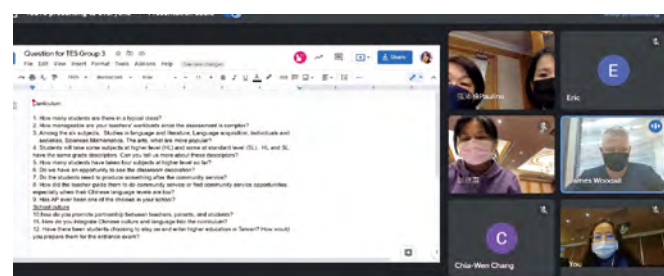 Question for TES-Group 3
File Edit View Insert Format Tools Add-ons Help
Share
Curriculum
1. How many students are there in a typical class?
2. How manageable are your teachers' workloads since the assessment is complex?
3. Among the six subjects, Studies in language and literature, Language acquisition, Individuals and
societies, Sciences Mathematics, The arts, what are more popular?
4. Students will take some subjects at higher level (HL) and some at standard level (SL). HL and SL
have the same grade descriptors. Can you tell us more about these descriptors?
5. How many students have taken four subjects at higher level so far?
6. Do we have an opportunity to see the classroom decoration?
7. Do the students need to produce something after the community service?
8. How did the teacher guide them to do community service or find community service opportunities,
especially when their Chinese language levels are low?
9. Has AP ever been one of the choices in your school?
School culture
10. how do you promote partnership between teachers, parents, and students?
11. How do you integrate Chinese culture and language into the curriculum?
12. Have there been students choosing to stay on and enter higher education in Taiwan? How would
you prepare them for the entrance exam?
Pauline
E
Eric
James Woodall
C
Chia-Wen Chang
You